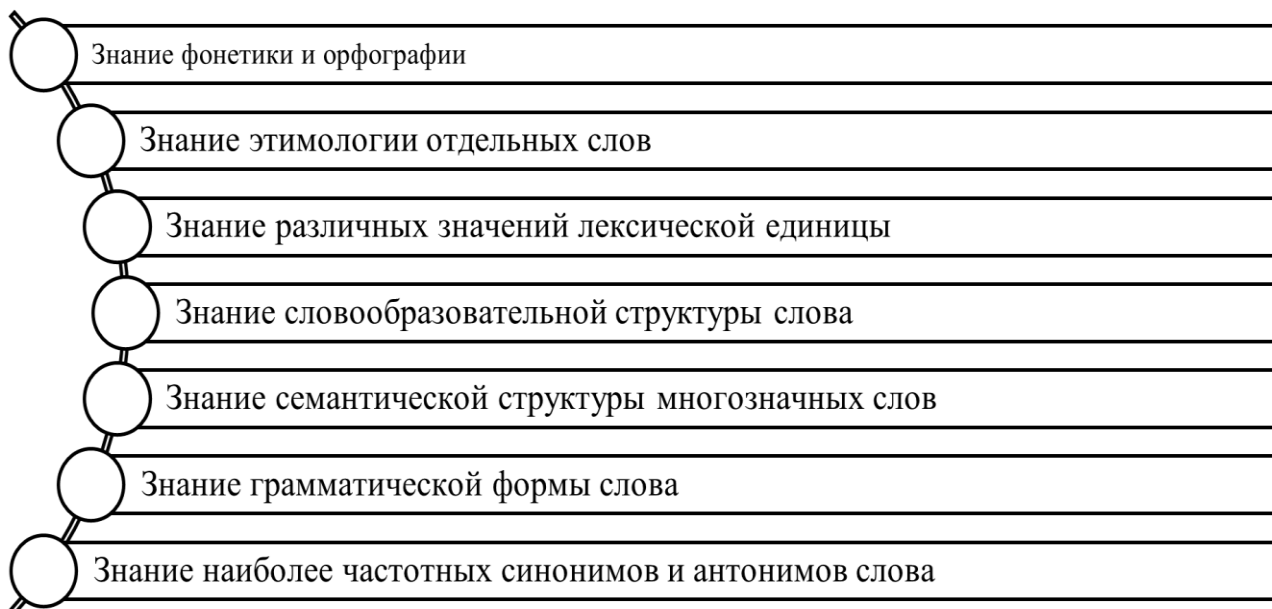 Знание фонетики и орфографии
Знание этимологии отдельных слов
Знание различных значений лексической единицы
Знание словообразовательной структуры слова
Знание семантической структуры многозначных слов
Знание грамматической формы слова
Знание наиболее частотных синонимов и антонимов слова